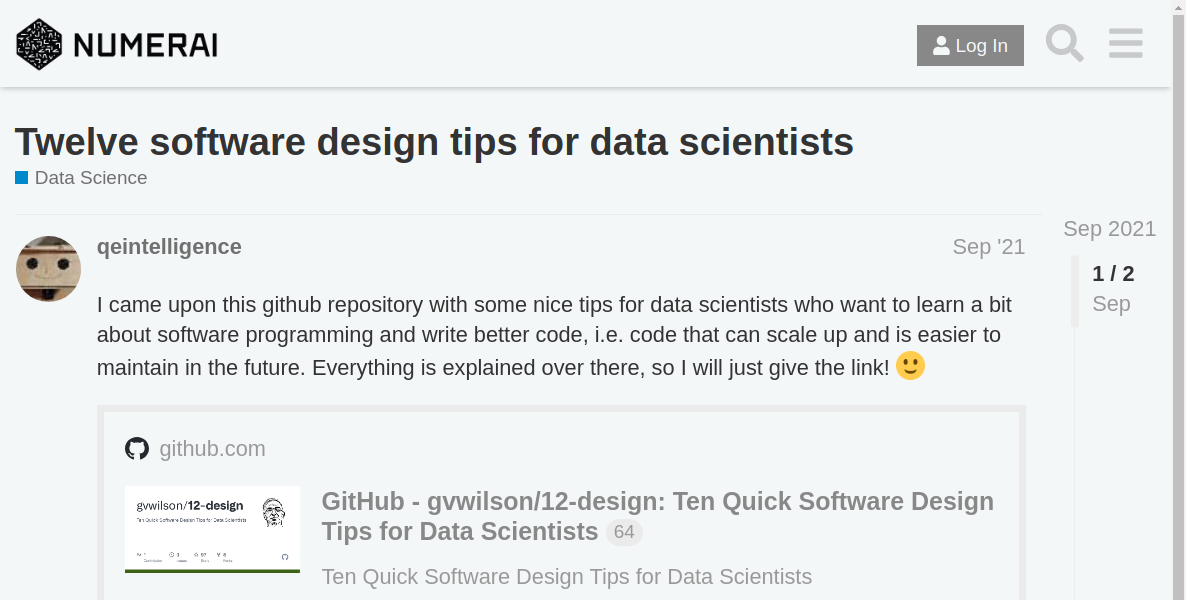 NUMERAI
Log In
Twelve software design tips for data scientists
Data Science
Sep 2021
qeintelligence
Sep '21
1 / 2
Sep
I came upon this github repository with some nice tips for data scientists who want to learn a bit
about software programming and write better code, i.e. code that can scale up and is easier to
maintain in the future. Everything is explained over there, so I will just give the link!
github.com
gvwilson/12-design
Ten Quick Software Design Tips for Data Scientists
GitHub - gvwilson/12-design: Ten Quick Software Design
Tips for Data Scientists 64
Ten Quick Software Design Tips for Data Scientists